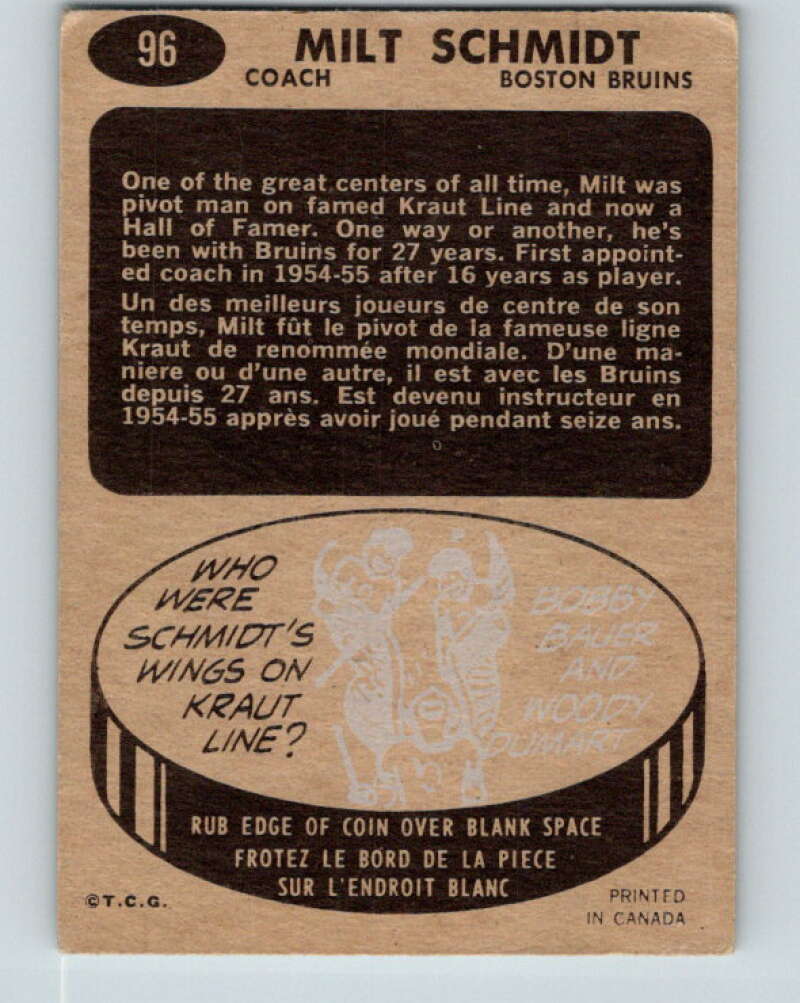 96
MILT SCHMIDT
COACH BOSTON BRUINS
One of the great centers of all time, Milt was
pivot man on famed Kraut Line and now a
Hall of Famer. One way or another, he's
been with Bruins for 27 years. First appoint-
ed coach in 1954-55 after 16 years as player.
Un des meilleurs joueurs de centre de son
temps, Milt fût le pivot de la fameuse ligne
Kraut de renommée mondiale. D'une ma-
niere ou d'une autre, il est avec les Bruins
depuis 27 ans. Est devenu instructeur en
1954-55 apprès avoir joué pendant seize ans.
WHO
WERE
SCHMIDT'S
WINGS ON
KRAUT
LINE?
BOBBY
BAUER
AND
WOODY
DUMART
RUB EDGE OF COIN OVER BLANK SPACE
FROTEZ LE BORD DE LA PIECE
SUR L'ENDROIT BLANC
©T.C.G.
PRINTED
IN CANADA